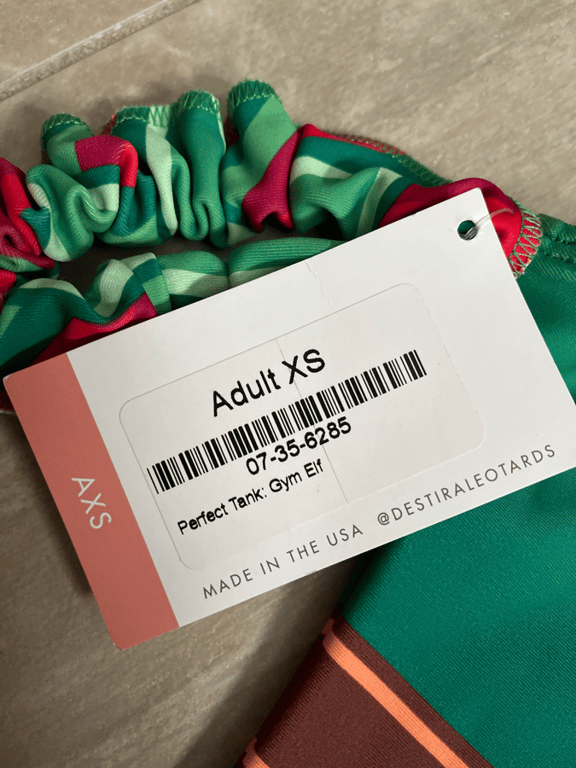 Adult XS
07-35-6285
Perfect Tank: Gym Elf
AXS
MADE IN THE USA @DESTIRALEOTARDS